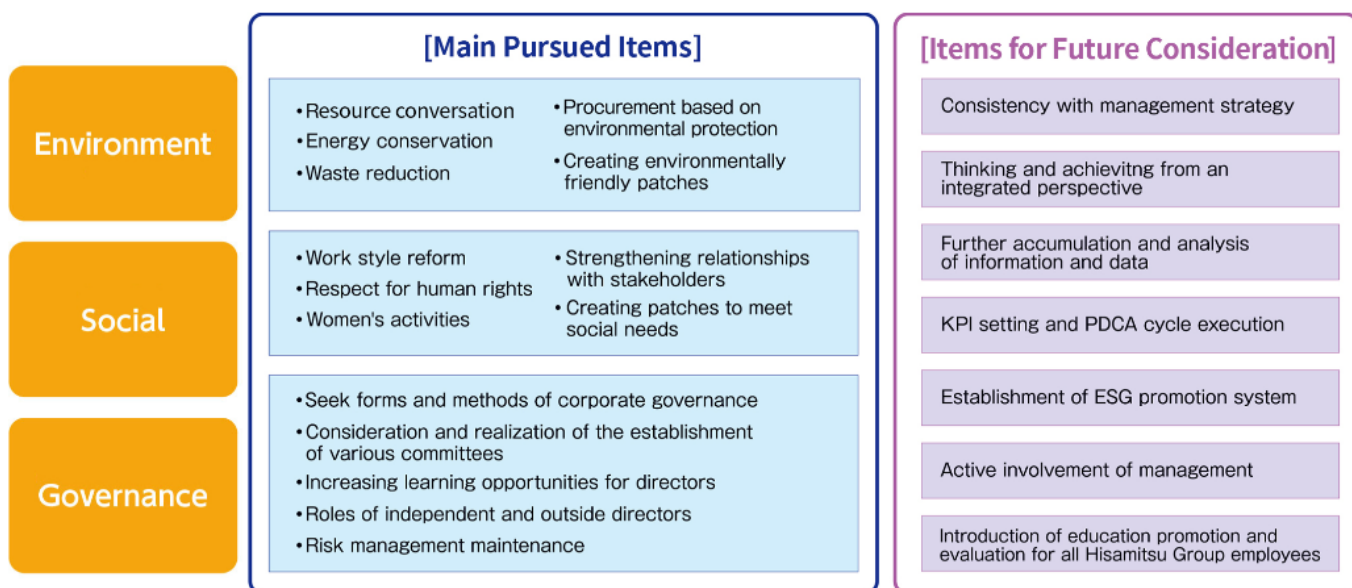 [Main Pursued Items]
Environment
•Resource conversation
•Energy conservation
•Waste reduction
•Procurement based on
environmental protection
•Creating environmentally
friendly patches
Social
•Work style reform
•Respect for human rights
•Women's activities
•Strengthening relationships
with stakeholders
•Creating patches to meet
social needs
Governance
•Seek forms and methods of corporate governance
•Consideration and realization of the establishment
of various committees
•Increasing learning opportunities for directors
•Roles of independent and outside directors
•Risk management maintenance
[Items for Future Consideration]
Consistency with management strategy
Thinking and achievitng from an
integrated perspective
Further accumulation and analysis
of information and data
KPI setting and PDCA cycle execution
Establishment of ESG promotion system
Active involvement of management
Introduction of education promotion and
evaluation for all Hisamitsu Group employees